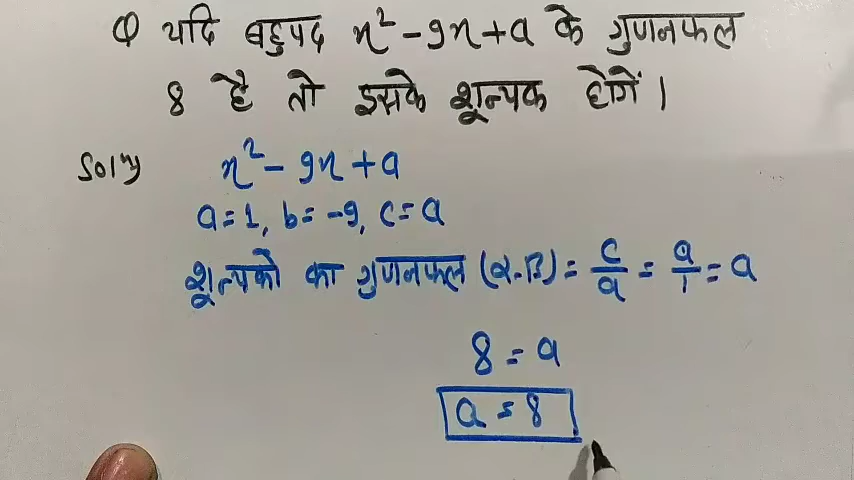 Q यदि बहुपद x² - 9x + a के गुणनफल
8 है तो इसके शून्यक होगें।
Solⁿ x² - 9x + a
a = 1, b = -9, c = a
शून्यको का गुणनफल (α.β) = c/a = a/1 = a
8 = a
a = 8